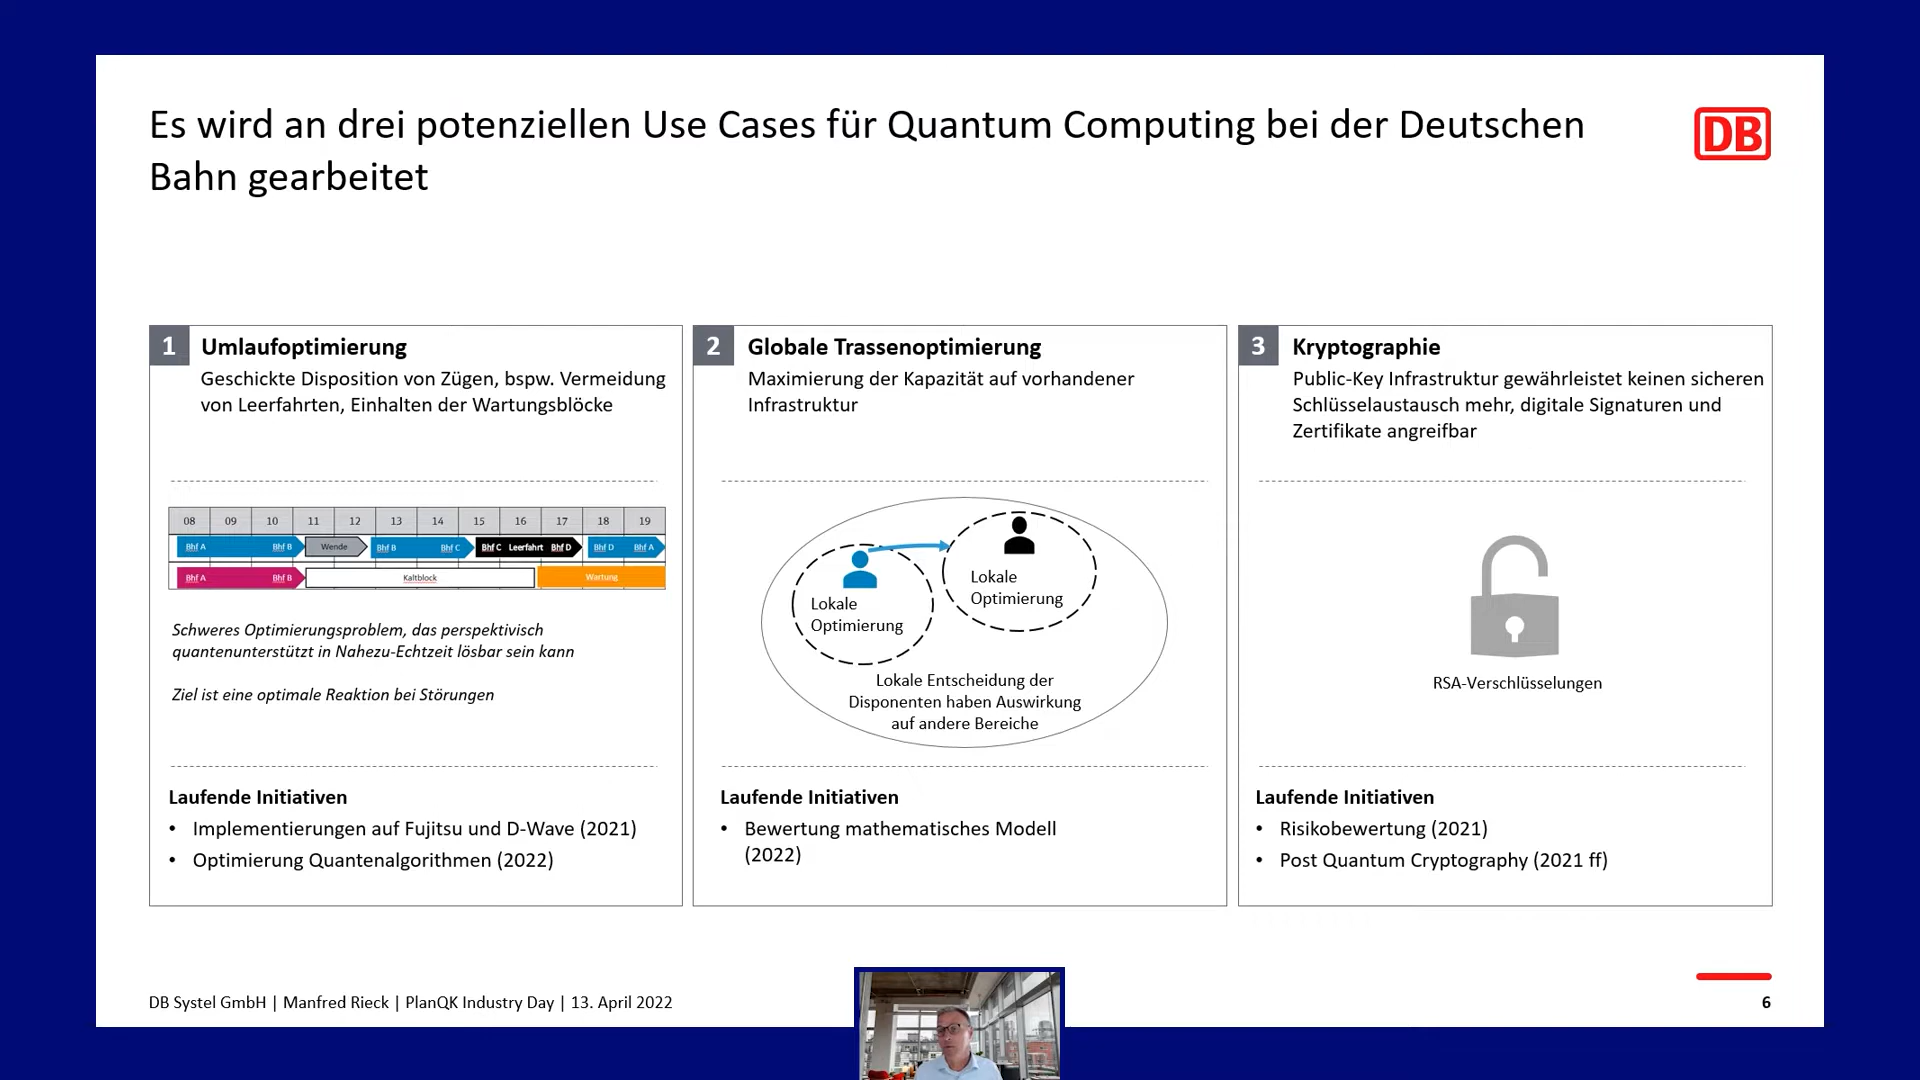 Es wird an drei potenziellen Use Cases für Quantum Computing bei der Deutschen
Bahn gearbeitet
DB
1
Umlaufoptimierung
Geschickte Disposition von Zügen, bspw. Vermeidung
von Leerfahrten, Einhalten der Wartungsblöcke
08 09 10 11 12 13 14 15 16 17 18 19
Bhf A Bhf B Wende Bhf B Bhf C Bhf C Leerfahrt Bhf D Bhf D Bhf A
Bhf A Bhf B Kaltblock Wartung
Schweres Optimierungsproblem, das perspektivisch
quantenunterstützt in Nahezu-Echtzeit lösbar sein kann
Ziel ist eine optimale Reaktion bei Störungen
Laufende Initiativen
• Implementierungen auf Fujitsu und D-Wave (2021)
• Optimierung Quantenalgorithmen (2022)
2
Globale Trassenoptimierung
Maximierung der Kapazität auf vorhandener
Infrastruktur
Lokale
Optimierung
Lokale
Optimierung
Lokale Entscheidung der
Disponenten haben Auswirkung
auf andere Bereiche
Laufende Initiativen
• Bewertung mathematisches Modell
(2022)
3
Kryptographie
Public-Key Infrastruktur gewährleistet keinen sicheren
Schlüsselaustausch mehr, digitale Signaturen und
Zertifikate angreifbar
RSA-Verschlüsselungen
Laufende Initiativen
• Risikobewertung (2021)
• Post Quantum Cryptography (2021 ff)
DB Systel GmbH | Manfred Rieck | PlanQK Industry Day | 13. April 2022
6